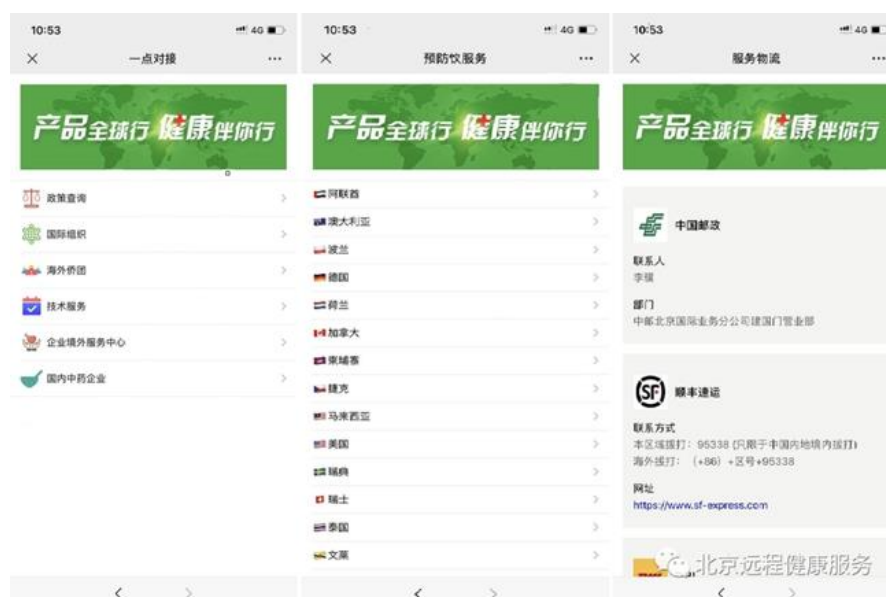 10:53
4G
一点对接
产品全球行 健康伴你行
政策查询
国际组织
海外侨团
技术服务
企业境外服务中心
国内中药企业
10:53
4G
预防饮服务
产品全球行 健康伴你行
阿联酋
澳大利亚
波兰
德国
荷兰
加拿大
柬埔寨
捷克
马来西亚
美国
瑞典
瑞士
泰国
文莱
10:53
4G
服务物流
产品全球行 健康伴你行
中国邮政
联系人
部门
中邮北京国际业务分公司建国门营业部
SF 顺丰速运
联系方式
本区域拨打：95338 (只限于中国内地境内拨打)
海外拨打：（+86）+区号+95338
网址
https://www.sf-express.com
北京远程健康服务